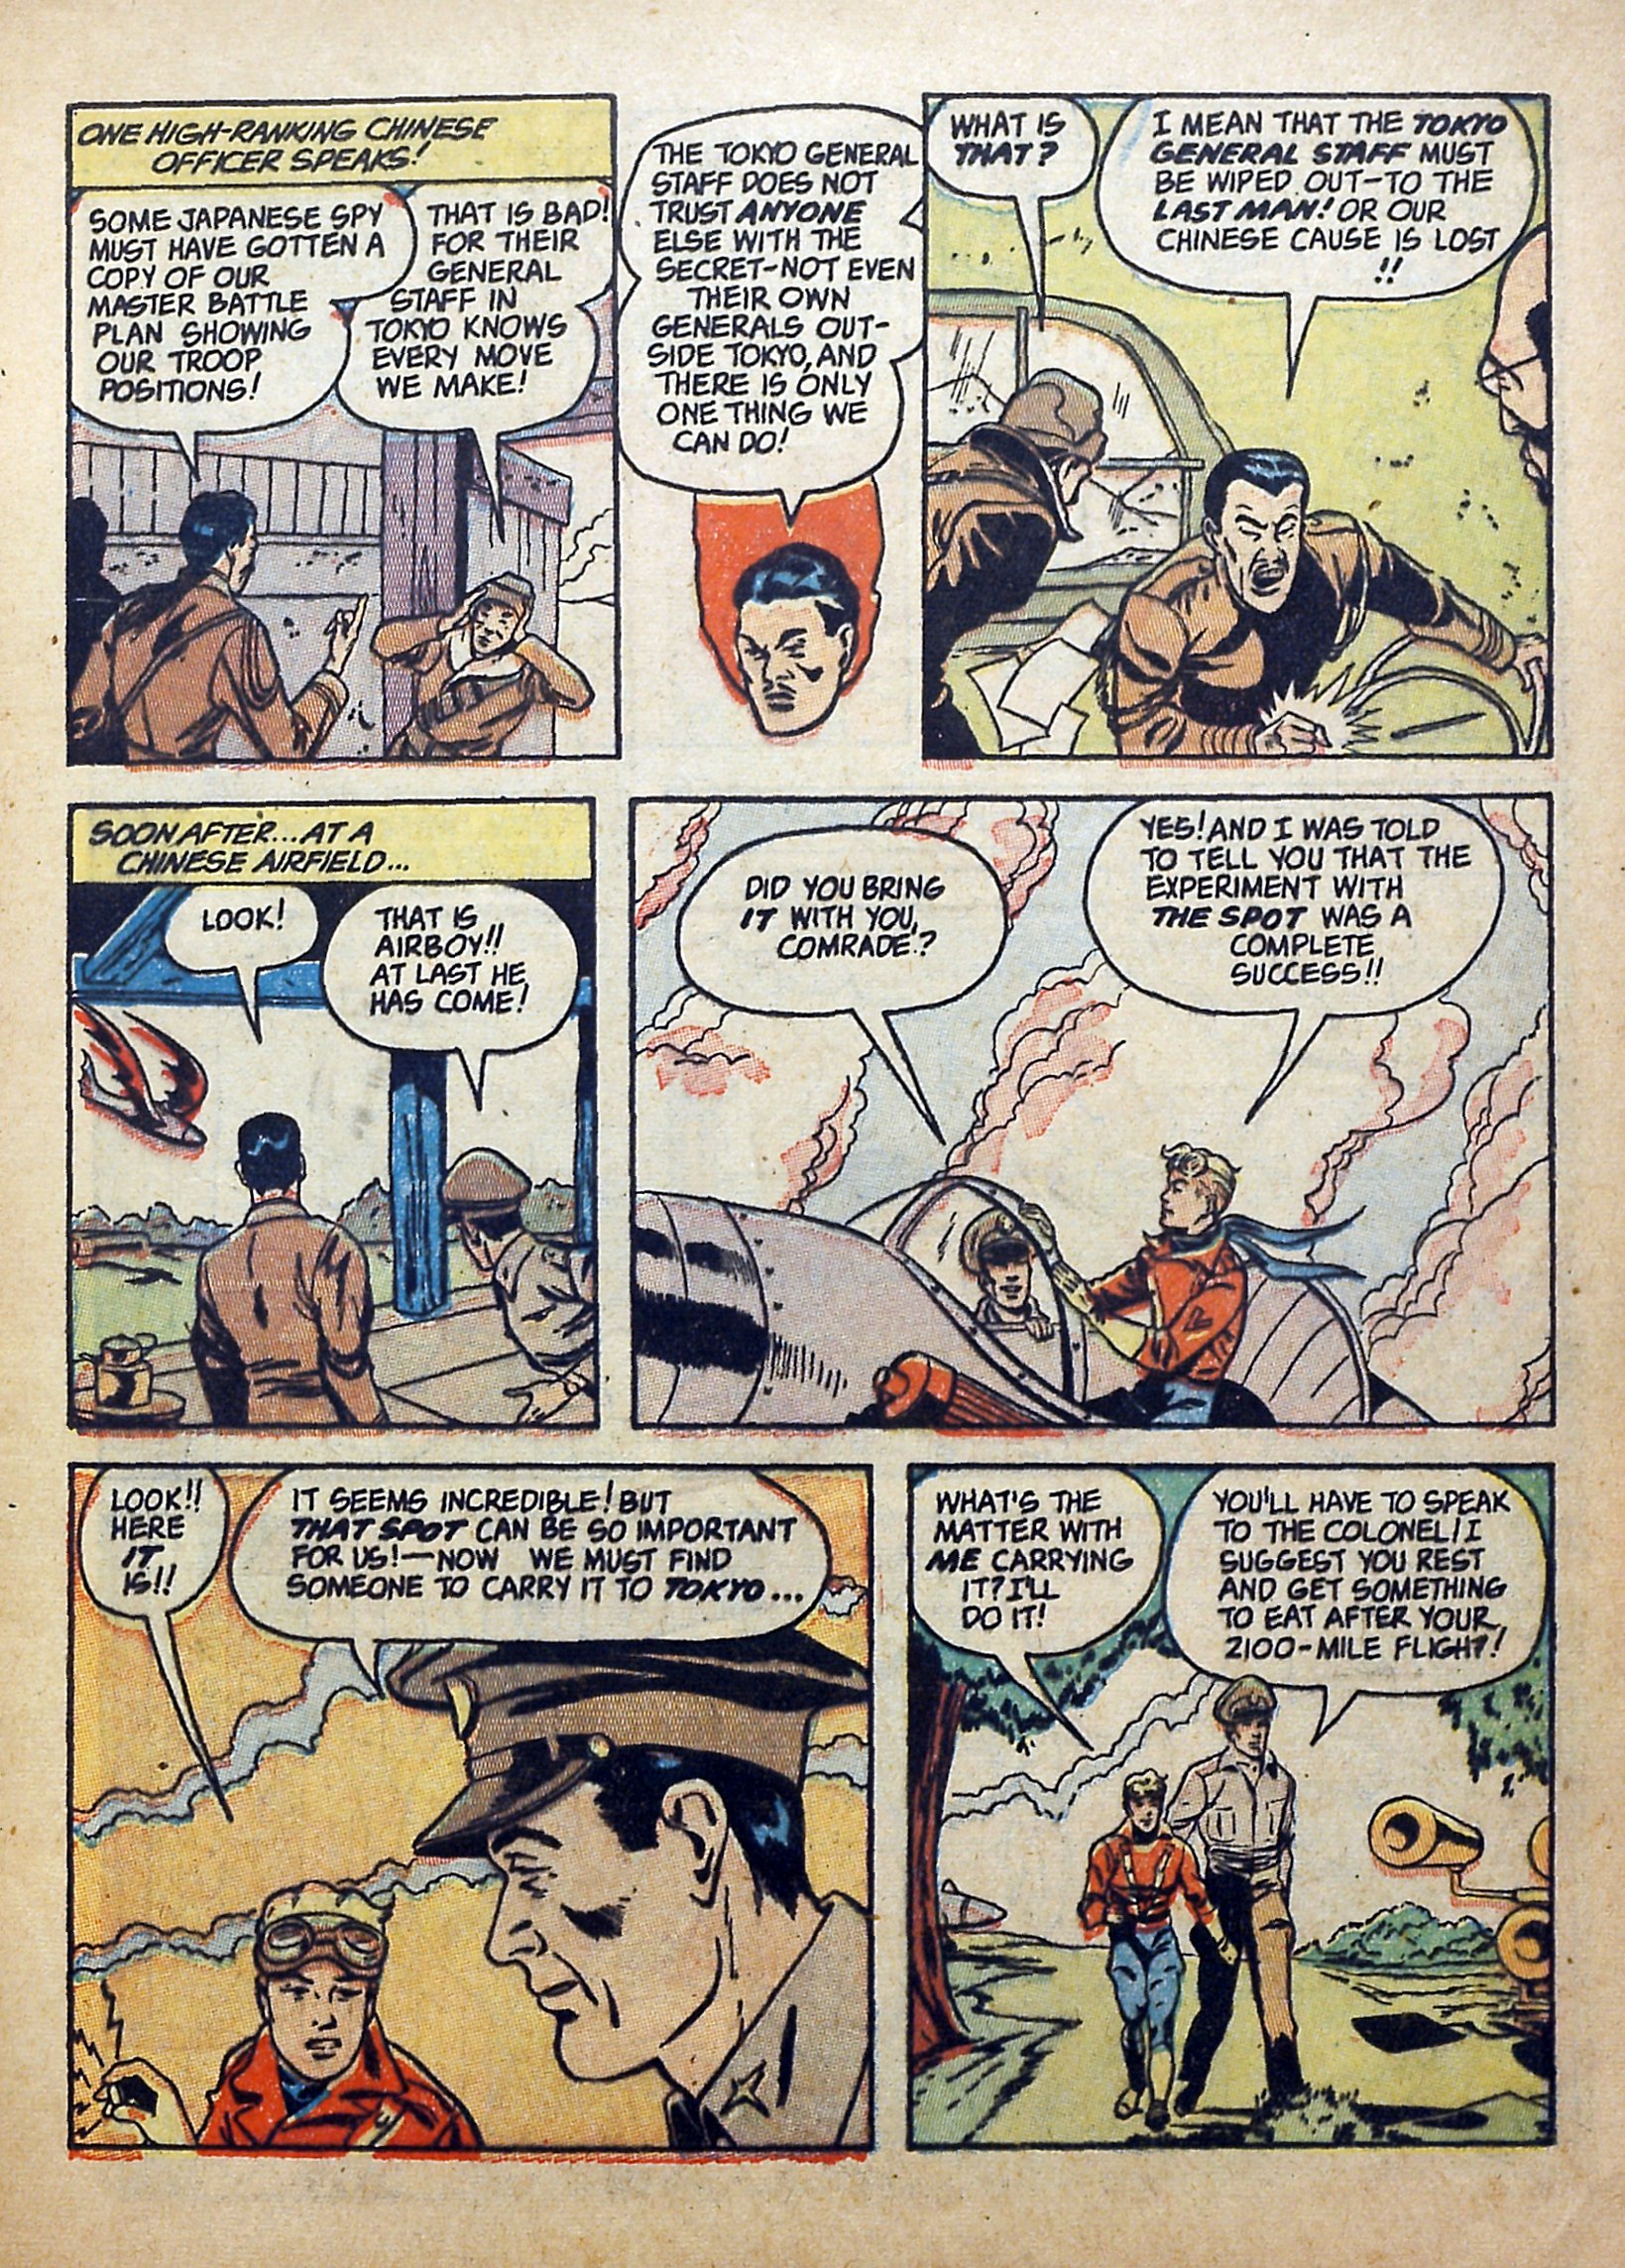 ONE HIGH-RANKING CHINESE
OFFICER SPEAKS!
SOME JAPANESE SPY
MUST HAVE GOTTEN A
COPY OF OUR
MASTER BATTLE
PLAN SHOWING
OUR TROOP
POSITIONS!
THAT IS BAD!
FOR THEIR
GENERAL
STAFF IN
TOKYO KNOWS
EVERY MOVE
WE MAKE!
THE TOKYO GENERAL
STAFF DOES NOT
TRUST ANYONE
ELSE WITH THE
SECRET-NOT EVEN
THEIR OWN
GENERALS OUT-
SIDE TOKYO, AND
THERE IS ONLY
ONE THING WE
CAN DO!
WHAT IS
THAT?
I MEAN THAT THE TOKYO
GENERAL STAFF MUST
BE WIPED OUT-TO THE
LAST MAN! OR OUR
CHINESE CAUSE IS LOST
!!
SOON AFTER...AT A
CHINESE AIRFIELD...
LOOK!
THAT IS
AIRBOY!!
AT LAST HE
HAS COME!
DID YOU BRING
IT WITH YOU,
COMRADE.?
YES! AND I WAS TOLD
TO TELL YOU THAT THE
EXPERIMENT WITH
THE SPOT WAS A
COMPLETE
SUCCESS!!
LOOK!!
HERE
IT
IS!!
IT SEEMS INCREDIBLE! BUT
THAT SPOT CAN BE SO IMPORTANT
FOR US!—NOW WE MUST FIND
SOMEONE TO CARRY IT TO TOKYO...
WHAT'S THE
MATTER WITH
ME CARRYING
IT? I'LL
DO IT!
YOU'LL HAVE TO SPEAK
TO THE COLONEL! I
SUGGEST YOU REST
AND GET SOMETHING
TO EAT AFTER YOUR
2100-MILE FLIGHT!